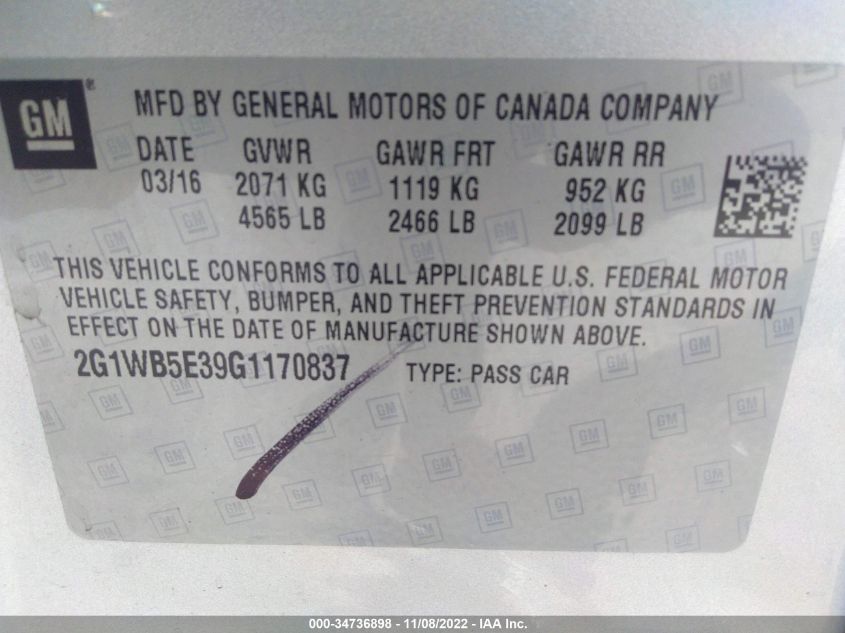 GM ®
MFD BY GENERAL MOTORS OF CANADA COMPANY
DATE GVWR GAWR FRT GAWR RR
03/16 2071 KG 1119 KG 952 KG
4565 LB 2466 LB 2099 LB
THIS VEHICLE CONFORMS TO ALL APPLICABLE U.S. FEDERAL MOTOR
VEHICLE SAFETY, BUMPER, AND THEFT PREVENTION STANDARDS IN
EFFECT ON THE DATE OF MANUFACTURE SHOWN ABOVE.
2G1WB5E39G1170837 TYPE: PASS CAR
000-34736898 - 11/08/2022 - IAA Inc.